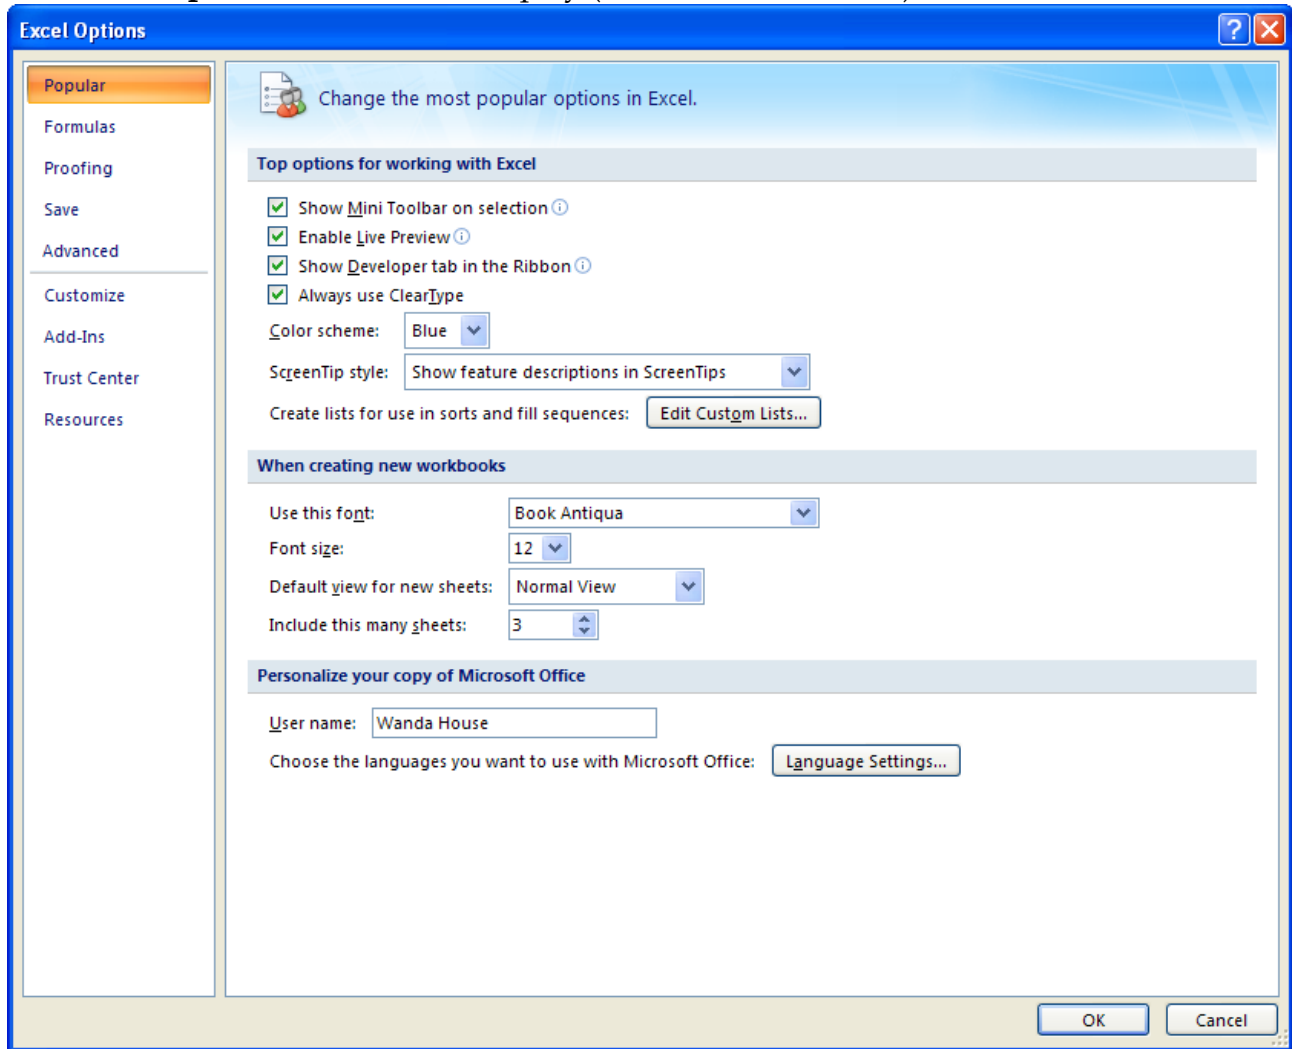 Excel Options
Popular
Formulas
Proofing
Save
Advanced
Customize
Add-Ins
Trust Center
Resources
Change the most popular options in Excel.
Top options for working with Excel
Show Mini Toolbar on selection
Enable Live Preview
Show Developer tab in the Ribbon
Always use ClearType
Color scheme: Blue
ScreenTip style: Show feature descriptions in ScreenTips
Create lists for use in sorts and fill sequences: Edit Custom Lists...
When creating new workbooks
Use this font: Book Antiqua
Font size: 12
Default view for new sheets: Normal View
Include this many sheets: 3
Personalize your copy of Microsoft Office
User name: Wanda House
Choose the languages you want to use with Microsoft Office: Language Settings...
OK Cancel